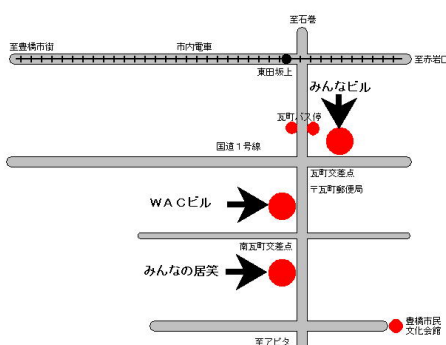 至石巻
至豊橋市街
市内電車
至赤岩口
東田坂上
みんなビル
瓦町バス停
国道1号線
瓦町交差点
〒瓦町郵便局
WACビル
南瓦町交差点
みんなの居笑
豊橋市民
文化会館
至アピタ